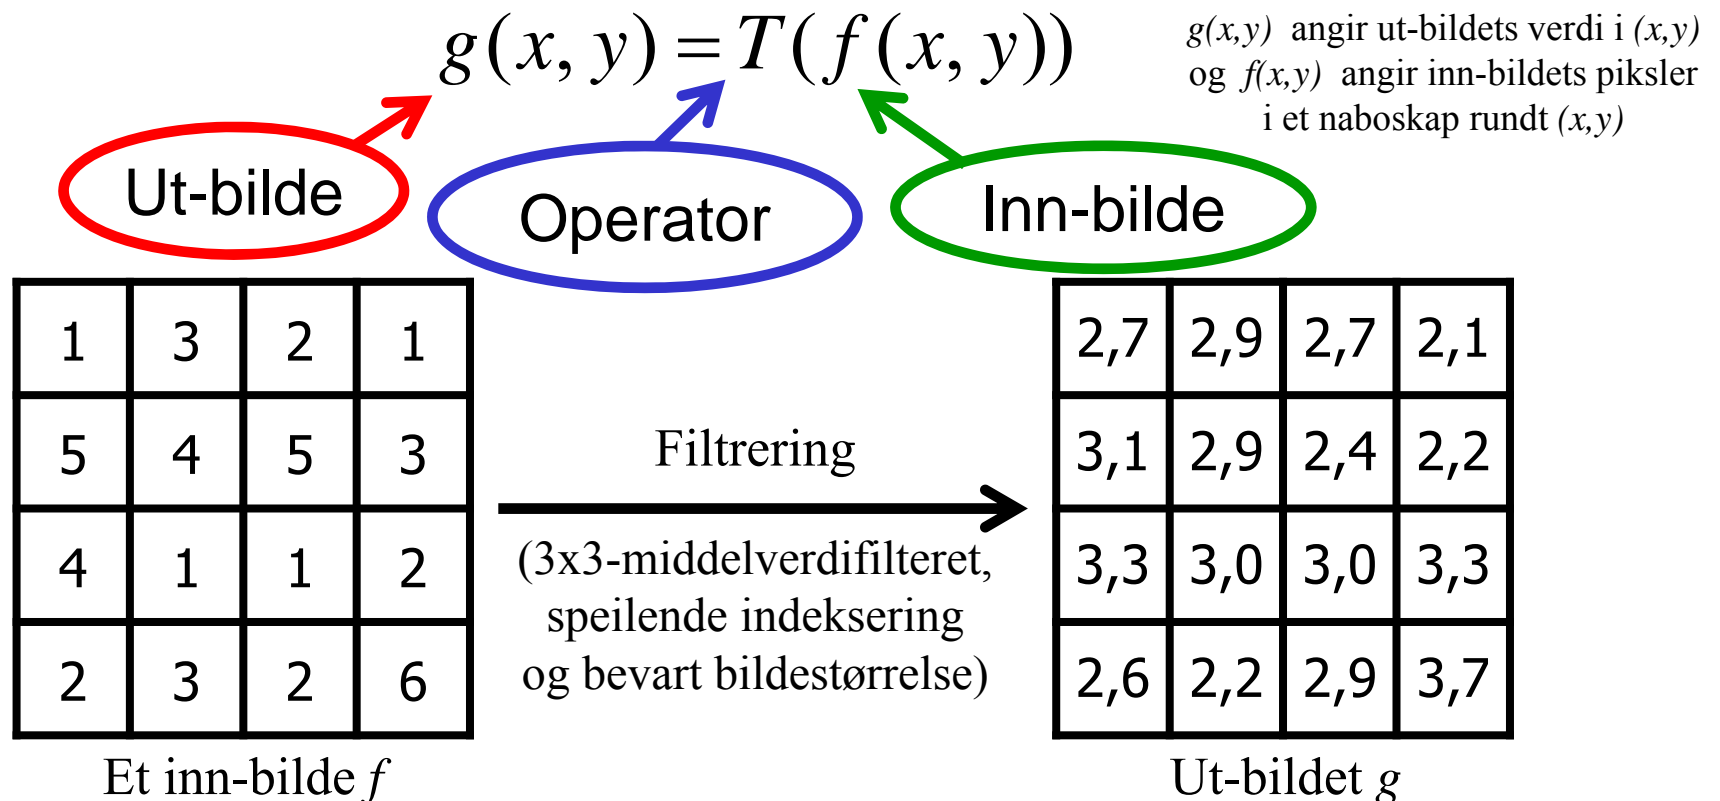 g(x, y) = T(f(x, y))
g(x,y) angir ut-bildets verdi i (x,y)
og f(x,y) angir inn-bildets piksler
i et naboskap rundt (x,y)
Ut-bilde
Operator
Inn-bilde
1 3 2 1
5 4 5 3
4 1 1 2
2 3 2 6
Et inn-bilde f
Filtrering
(3x3-middelverdifilteret,
speilende indeksering
og bevart bildestørrelse)
2,7 2,9 2,7 2,1
3,1 2,9 2,4 2,2
3,3 3,0 3,0 3,3
2,6 2,2 2,9 3,7
Ut-bildet g